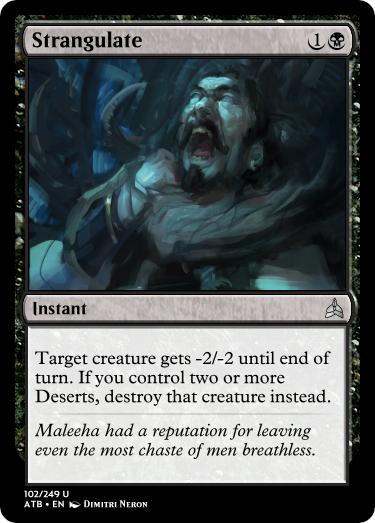 Strangulate 1
Instant
Target creature gets -2/-2 until end of
turn. If you control two or more
Deserts, destroy that creature instead.
Maleeha had a reputation for leaving
even the most chaste of men breathless.
102/249 U
ATB • EN DIMITRI NERON